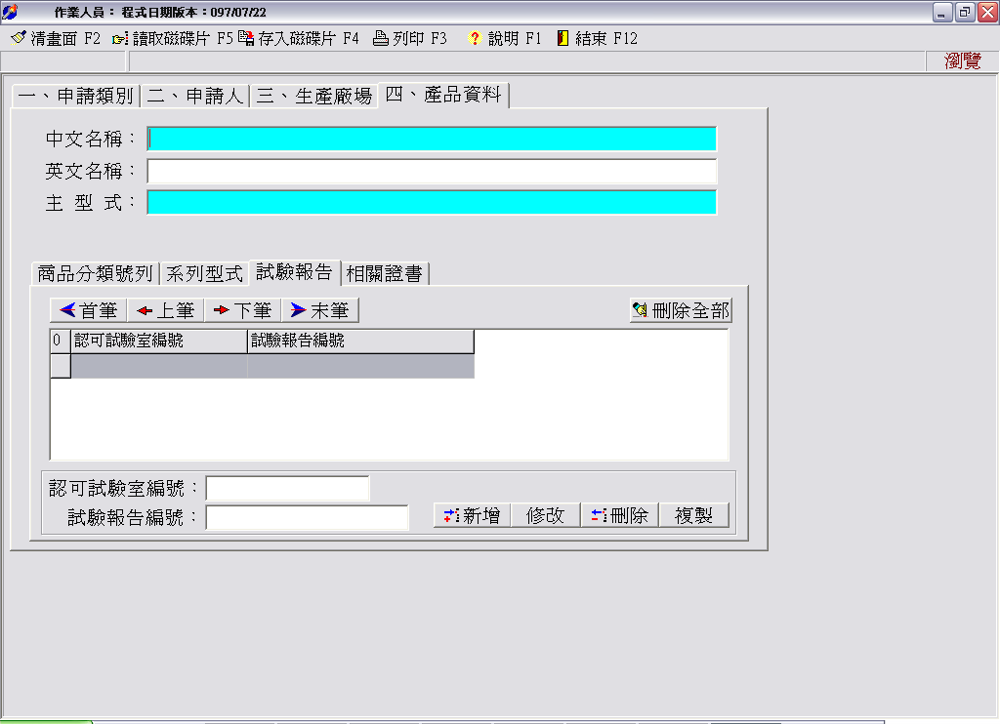 作業人員： 程式日期版本：097/07/22
清畫面 F2 讀取磁碟片 F5 存入磁碟片 F4 列印 F3 ? 說明 F1 結束 F12
瀏覽
一、申請類別 二、申請人 三、生產廠場 四、產品資料
中文名稱：
英文名稱：
主 型 式：
商品分類號列 系列型式 試驗報告 相關證書
首筆 上筆 下筆 末筆 刪除全部
0 認可試驗室編號 試驗報告編號
認可試驗室編號：
試驗報告編號：
新增 修改 刪除 複製